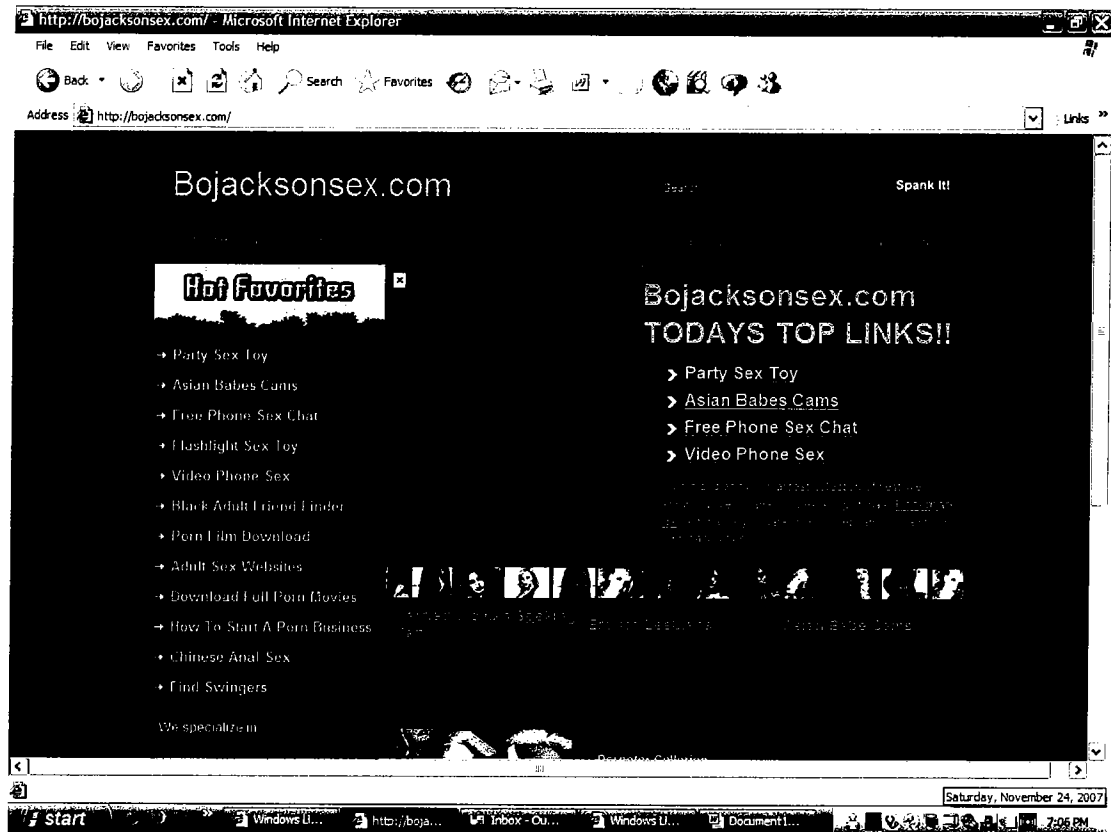 http://bojacksonsex.com/ - Microsoft Internet Explorer
File Edit View Favorites Tools Help
Back Search Favorites
Address http://bojacksonsex.com/ Links »
Bojacksonsex.com Search Spank It!
Hot Favorites
Bojacksonsex.com
TODAYS TOP LINKS!!
Party Sex Toy
Asian Babes Cams
Free Phone Sex Chat
Video Phone Sex
Party Sex Toy
Asian Babes Cams
Free Phone Sex Chat
Flashlight Sex Toy
Video Phone Sex
Black Adult Friend Finder
Porn Film Download
Adult Sex Websites
Download Full Porn Movies
How To Start A Porn Business
Chinese Anal Sex
Find Swingers
We specialize in
Saturday, November 24, 2007
start » Windows Li... http://boja... Inbox - Ou... Windows Li... Document1... 7:06 PM